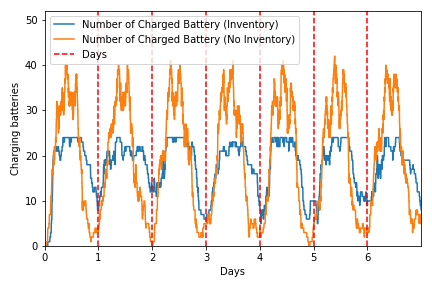 Number of Charged Battery (Inventory)
Number of Charged Battery (No Inventory)
Days
Charging batteries
50
40
30
20
10
0
0 1 2 3 4 5 6
Days